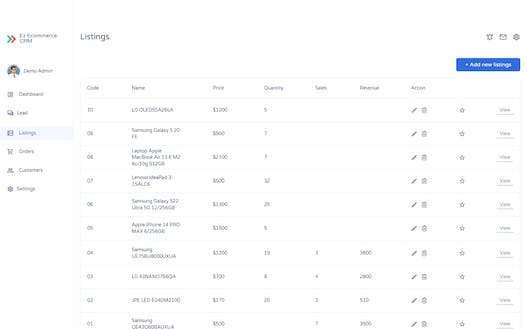 Ez Ecommerce
CRM
Listings
Demo Admin
+ Add new listings
Dashboard
Lead
Listings
Orders
Customers
Settings
Code Name Price Quantity Sales Revenue Action
10 LG OLED55A26LA $1200 5 View
09 Samsung Galaxy S 20
FE $900 7 View
08 Laptop Apple
MacBook Air 13.6 M2
8c/10g 512GB $2100 7 View
07 Lenovo IdeaPad 3-
15ALC6 $600 32 View
06 Samsung Galaxy S22
Ultra 5G 12/256GB $1300 25 View
05 Apple iPhone 14 PRO
MAX 6/256GB $1500 5 View
04 Samsung
UE75BU8000UXUA $1200 19 3 3600 View
03 LG 43NANO766QA $700 8 4 2800 View
02 JPE LED E24DM2100 $170 20 3 510 View
01 Samsung
$500 7 3500 View